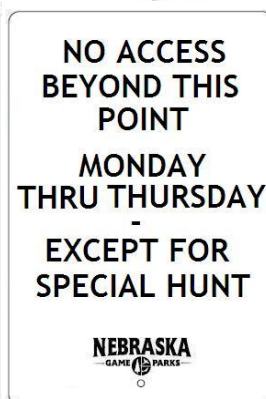 NO ACCESS
BEYOND THIS
POINT
MONDAY
THRU THURSDAY
-
EXCEPT FOR
SPECIAL HUNT
NEBRASKA
GAME PARKS